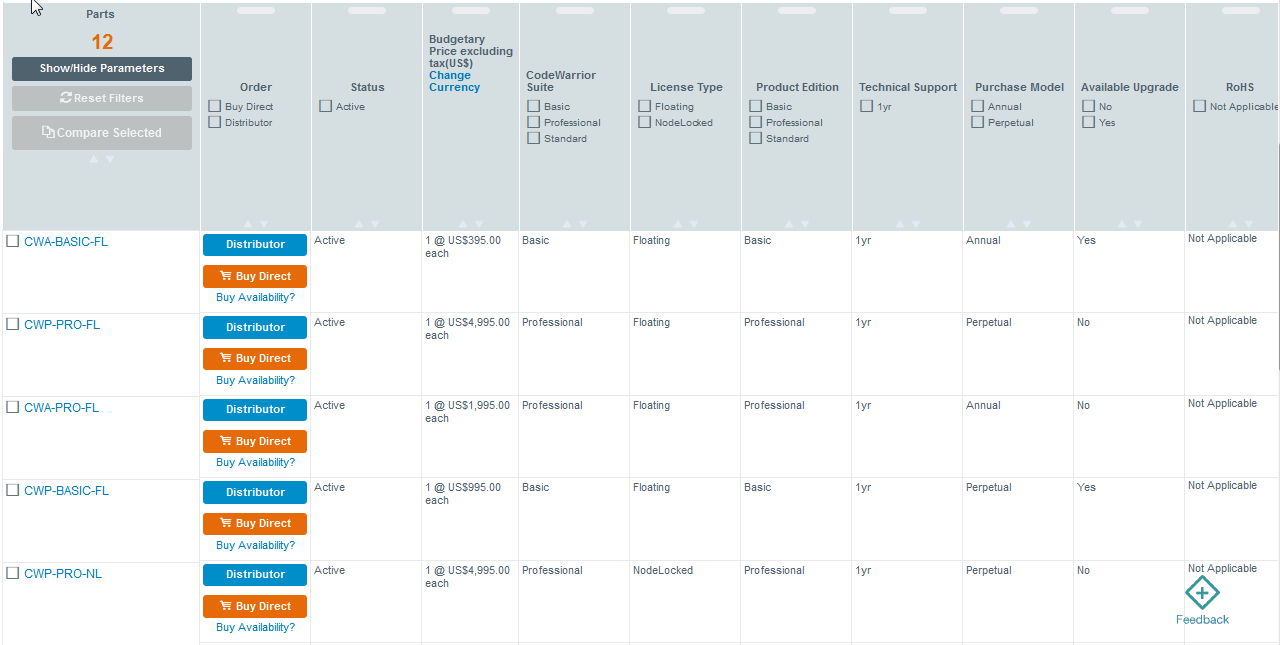 Parts
12
Show/Hide Parameters
Reset Filters
Compare Selected
Order
Buy Direct
Distributor
Status
Active
Budgetary
Price excluding
tax(US$)
Change
Currency
CodeWarrior
Suite
Basic
Professional
Standard
License Type
Floating
NodeLocked
Product Edition
Basic
Professional
Standard
Technical Support
1yr
Purchase Model
Annual
Perpetual
Available Upgrade
No
Yes
RoHS
Not Applicable
CWA-BASIC-FL
Distributor
Buy Direct
Buy Availability?
Active
1 @ US$395.00
each
Basic
Floating
Basic
1yr
Annual
Yes
Not Applicable
CWP-PRO-FL
Distributor
Buy Direct
Buy Availability?
Active
1 @ US$4,995.00
each
Professional
Floating
Professional
1yr
Perpetual
No
Not Applicable
CWA-PRO-FL
Distributor
Buy Direct
Buy Availability?
Active
1 @ US$1,995.00
each
Professional
Floating
Professional
1yr
Annual
No
Not Applicable
CWP-BASIC-FL
Distributor
Buy Direct
Buy Availability?
Active
1 @ US$995.00
each
Basic
Floating
Basic
1yr
Perpetual
Yes
Not Applicable
CWP-PRO-NL
Distributor
Buy Direct
Buy Availability?
Active
1 @ US$4,995.00
each
Professional
NodeLocked
Professional
1yr
Perpetual
No
Not Applicable
Feedback